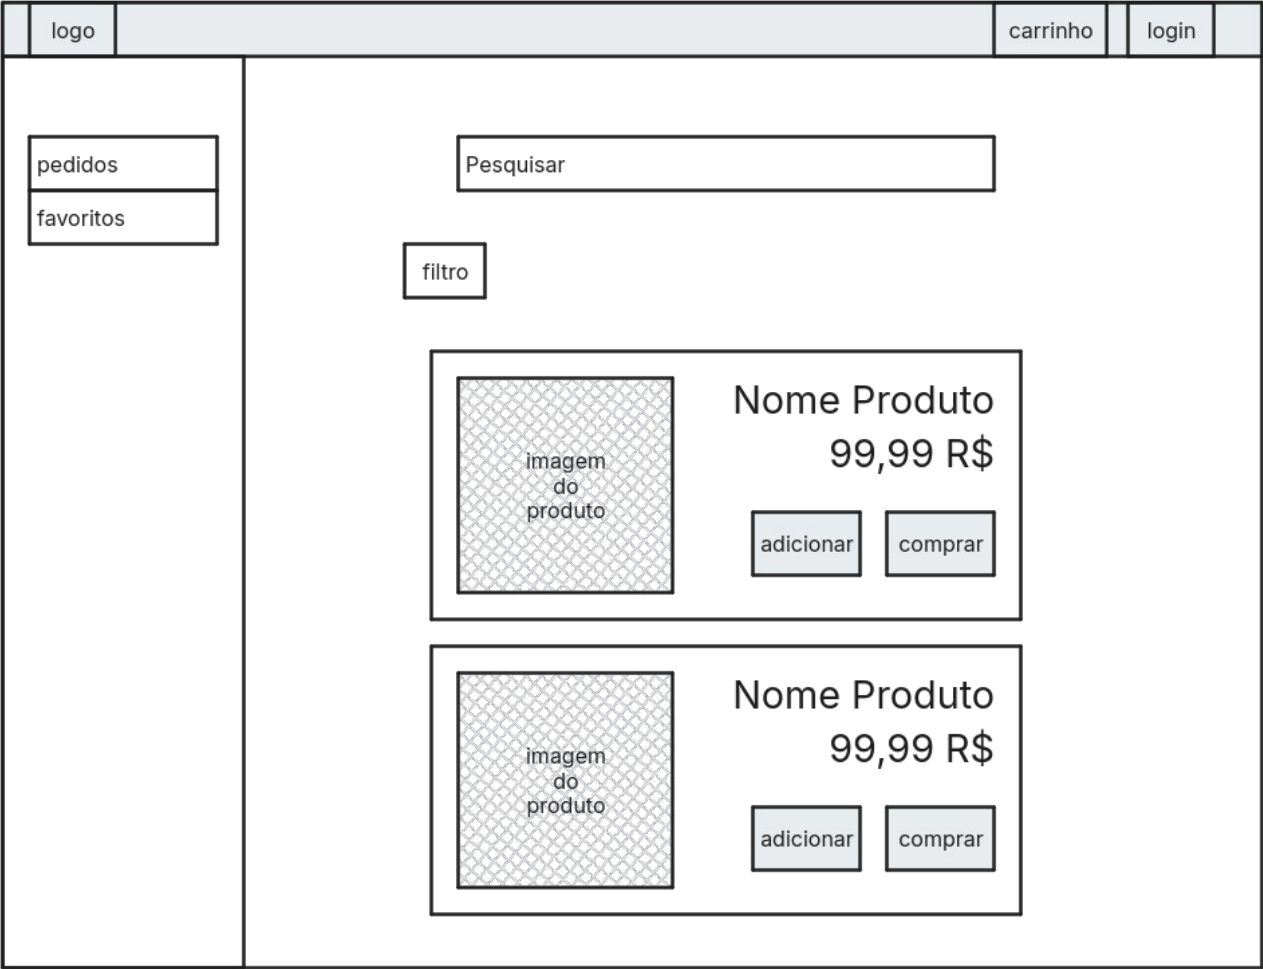 logo
carrinho
login
pedidos
favoritos
Pesquisar
filtro
imagem
do
produto
Nome Produto
99,99 R$
adicionar
comprar
imagem
do
produto
Nome Produto
99,99 R$
adicionar
comprar